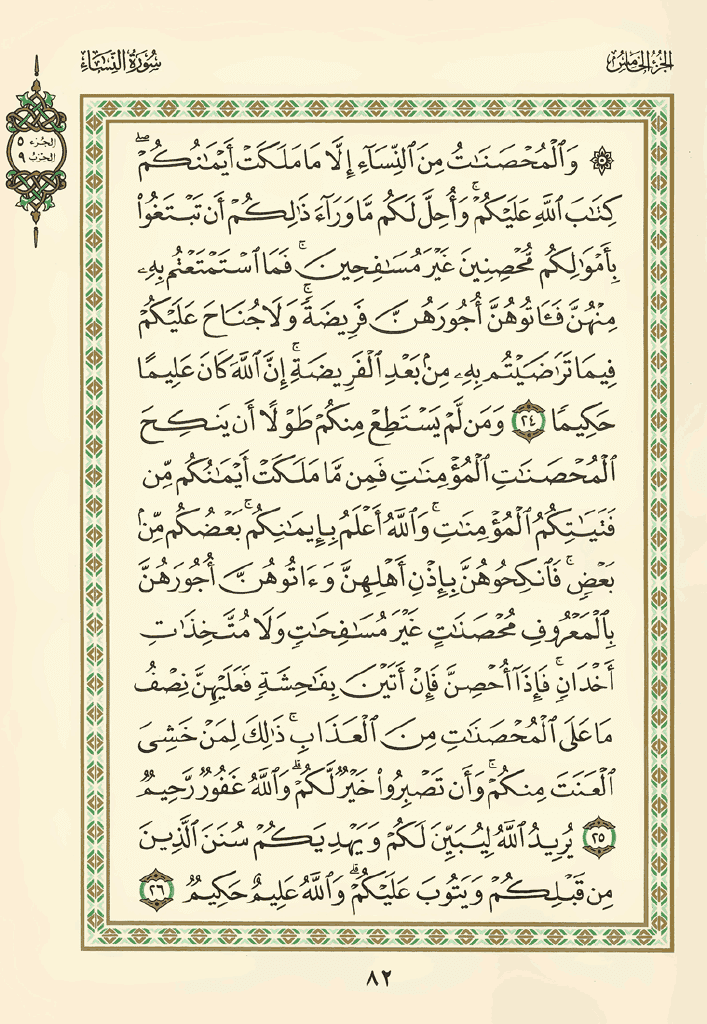 الجزء الخامس
سُورَةُ النِّسَاءِ
الجزء ٥
الحزب ٩
۞ وَٱلْمُحْصَنَٰتُ مِنَ ٱلنِّسَآءِ إِلَّا مَا مَلَكَتْ أَيْمَٰنُكُمْ ۖ
كِتَٰبَ ٱللَّهِ عَلَيْكُمْ ۚ وَأُحِلَّ لَكُم مَّا وَرَآءَ ذَٰلِكُمْ أَن تَبْتَغُوا۟
بِأَمْوَٰلِكُم مُّحْصِنِينَ غَيْرَ مُسَٰفِحِينَ ۚ فَمَا ٱسْتَمْتَعْتُم بِهِۦ
مِنْهُنَّ فَـَٔاتُوهُنَّ أُجُورَهُنَّ فَرِيضَةً ۚ وَلَا جُنَاحَ عَلَيْكُمْ
فِيمَا تَرَٰضَيْتُم بِهِۦ مِنۢ بَعْدِ ٱلْفَرِيضَةِ ۚ إِنَّ ٱللَّهَ كَانَ عَلِيمًا
حَكِيمًا ٢٤ وَمَن لَّمْ يَسْتَطِعْ مِنكُمْ طَوْلًا أَن يَنكِحَ
ٱلْمُحْصَنَٰتِ ٱلْمُؤْمِنَٰتِ فَمِن مَّا مَلَكَتْ أَيْمَٰنُكُم مِّن
فَتَيَٰتِكُمُ ٱلْمُؤْمِنَٰتِ ۚ وَٱللَّهُ أَعْلَمُ بِإِيمَٰنِكُم ۚ بَعْضُكُم مِّنۢ
بَعْضٍ ۚ فَٱنكِحُوهُنَّ بِإِذْنِ أَهْلِهِنَّ وَءَاتُوهُنَّ أُجُورَهُنَّ
بِٱلْمَعْرُوفِ مُحْصَنَٰتٍ غَيْرَ مُسَٰفِحَٰتٍ وَلَا مُتَّخِذَٰتِ
أَخْدَانٍ ۚ فَإِذَآ أُحْصِنَّ فَإِنْ أَتَيْنَ بِفَٰحِشَةٍ فَعَلَيْهِنَّ نِصْفُ
مَا عَلَى ٱلْمُحْصَنَٰتِ مِنَ ٱلْعَذَابِ ۚ ذَٰلِكَ لِمَنْ خَشِىَ
ٱلْعَنَتَ مِنكُمْ ۚ وَأَن تَصْبِرُوا۟ خَيْرٌ لَّكُمْ ۗ وَٱللَّهُ غَفُورٌ رَّحِيمٌ
٢٥ يُرِيدُ ٱللَّهُ لِيُبَيِّنَ لَكُمْ وَيَهْدِيَكُمْ سُنَنَ ٱلَّذِينَ
مِن قَبْلِكُمْ وَيَتُوبَ عَلَيْكُمْ ۗ وَٱللَّهُ عَلِيمٌ حَكِيمٌ ٢٦
٨٢